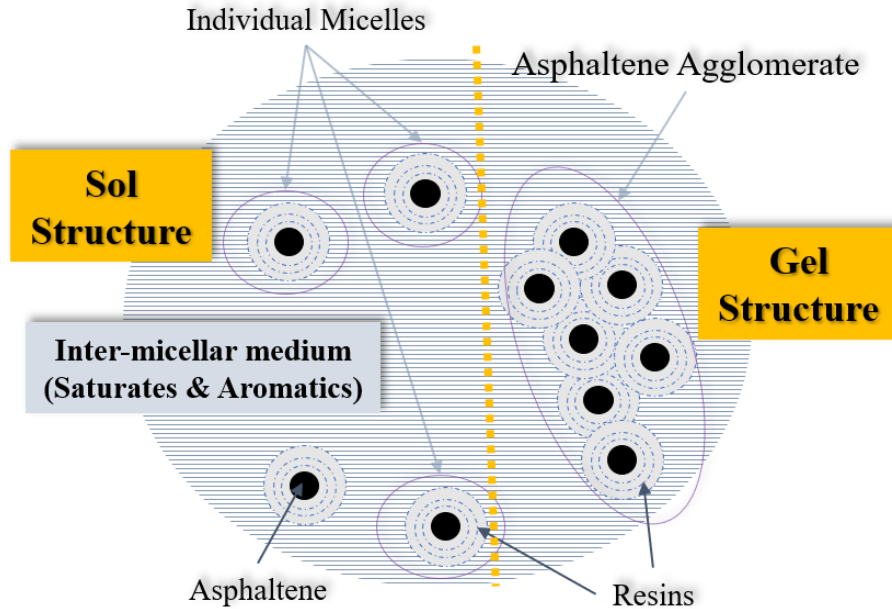 Individual Micelles
Asphaltene Agglomerate
Sol
Structure
Gel
Structure
Inter-micellar medium
(Saturates & Aromatics)
Asphaltene
Resins